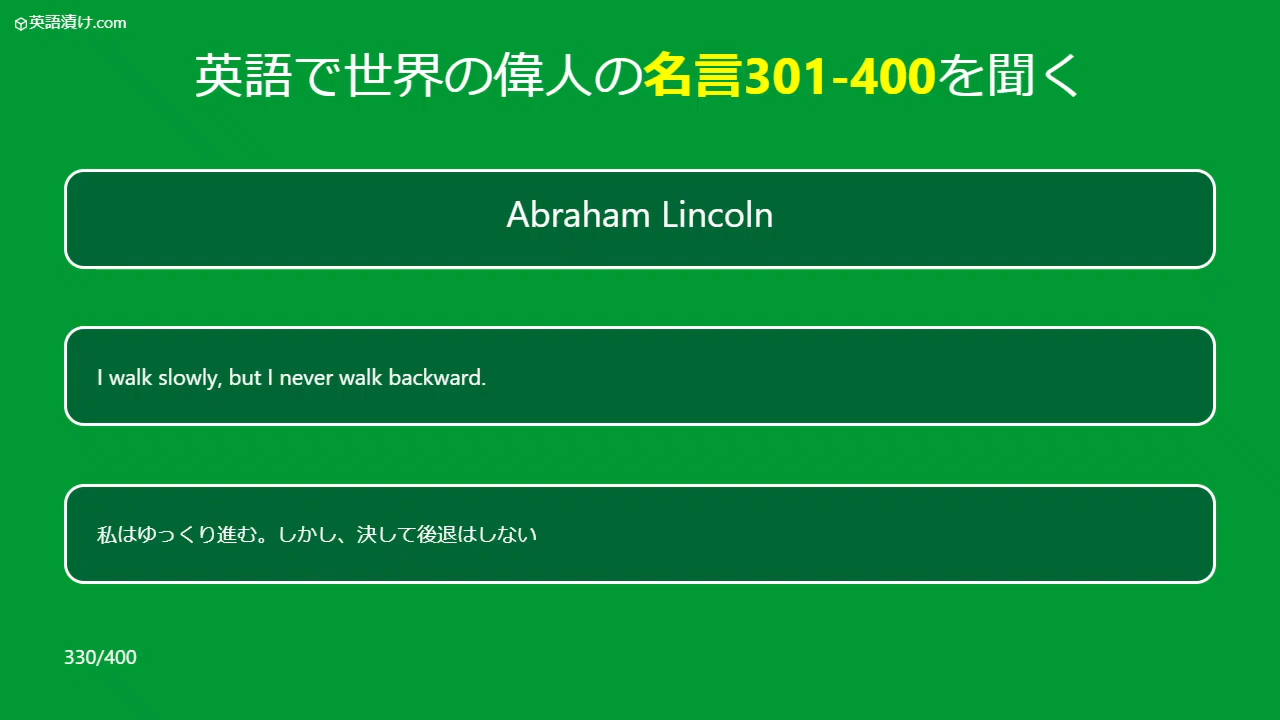 英語漬け.com
英語で世界の偉人の名言301-400を聞く
Abraham Lincoln
I walk slowly, but I never walk backward.
私はゆっくり進む。しかし、決して後退はしない
330/400